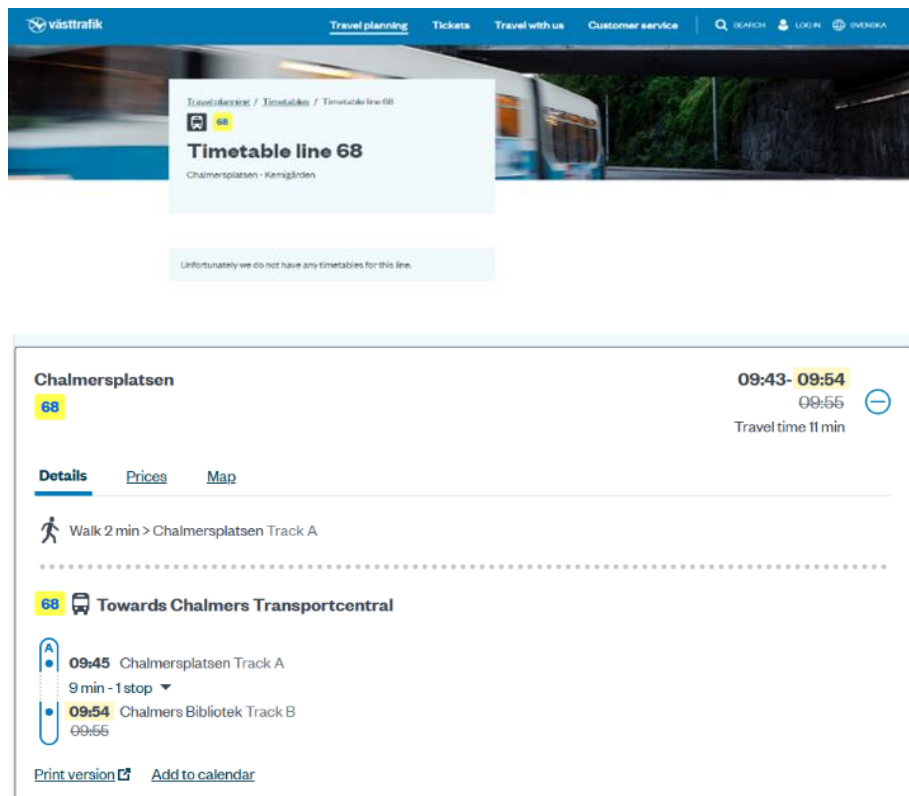 västtrafik
Travel planning Tickets Travel with us Customer service SEARCH LOG IN SVENSKA
Travel planning / Timetables / Timetable line 68
68
Timetable line 68
Chalmersplatsen - Kemigården
Unfortunately we do not have any timetables for this line.
Chalmersplatsen 09:43- 09:54
68 09:55
Travel time 11 min
Details Prices Map
Walk 2 min > Chalmersplatsen Track A
68 Towards Chalmers Transportcentral
A
09:45 Chalmersplatsen Track A
9 min - 1 stop
09:54 Chalmers Bibliotek Track B
09:55
Print version Add to calendar